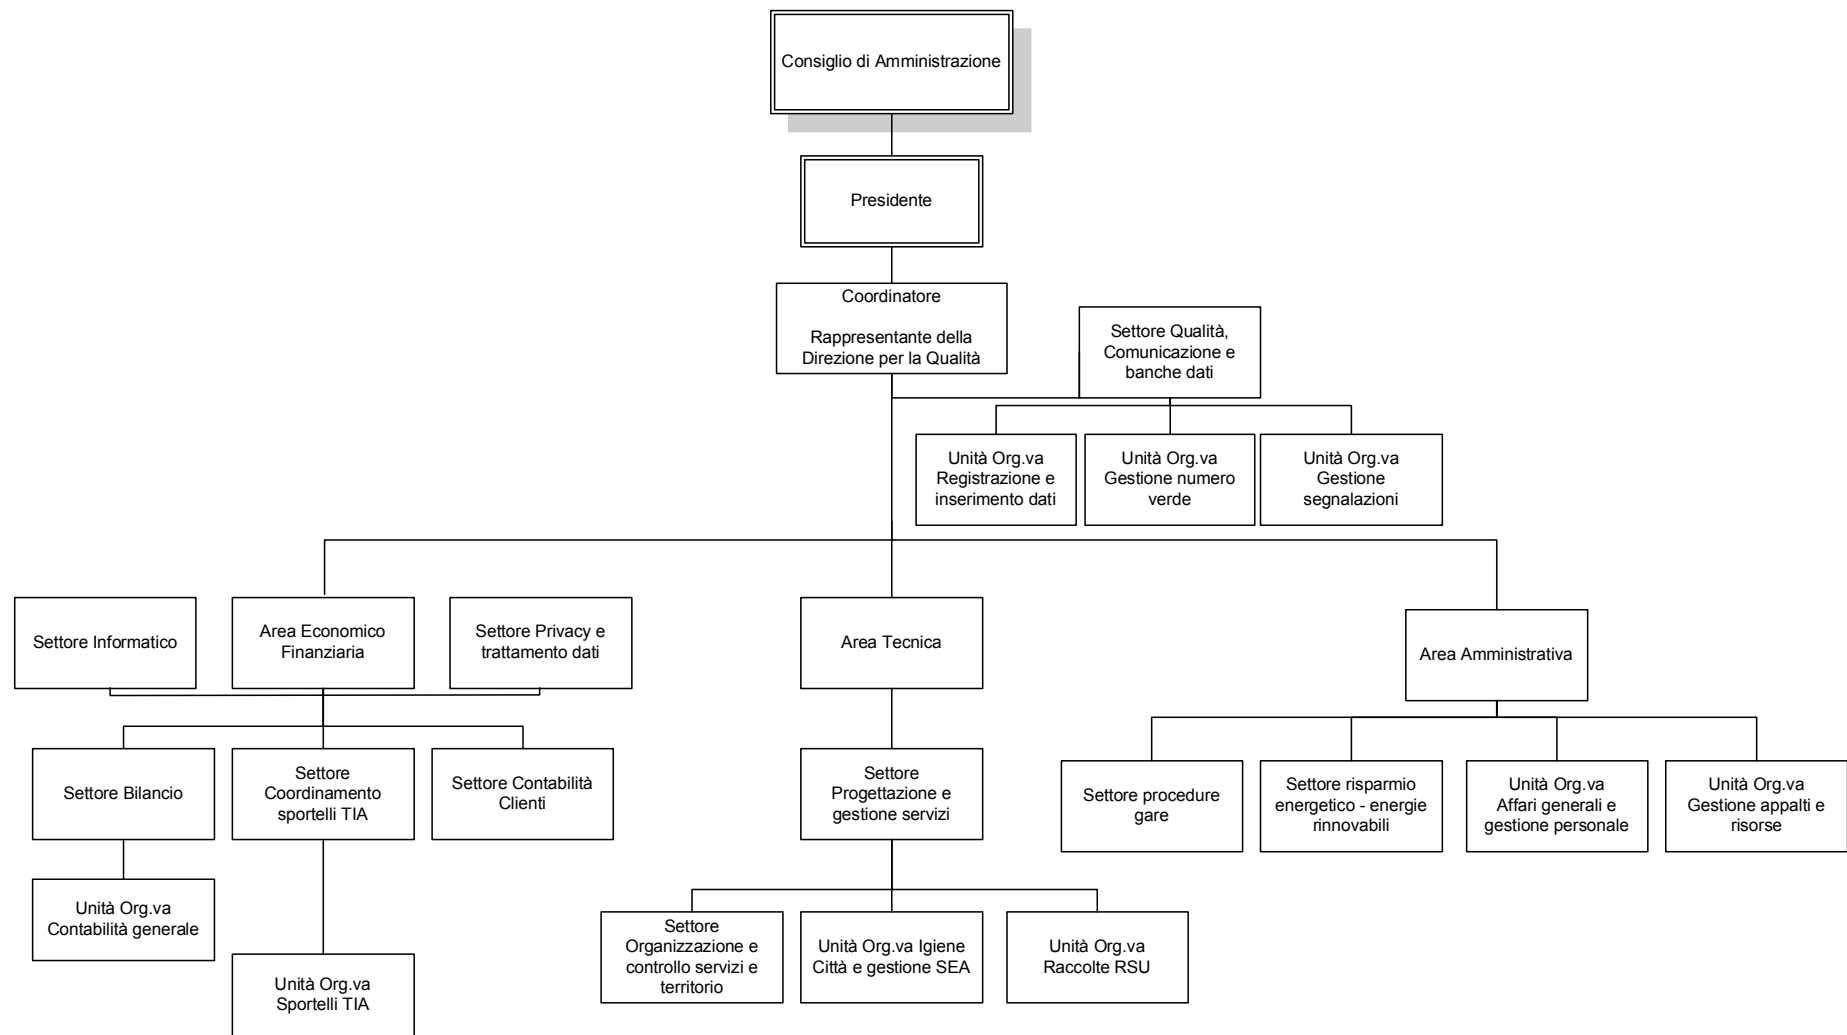 Consiglio di Amministrazione
Presidente
Coordinatore
Rappresentante della
Direzione per la Qualità
Settore Qualità,
Comunicazione e
banche dati
Unità Org.va
Registrazione e
inserimento dati
Unità Org.va
Gestione numero
verde
Unità Org.va
Gestione
segnalazioni
Settore Informatico
Area Economico
Finanziaria
Settore Privacy e
trattamento dati
Area Tecnica
Area Amministrativa
Settore Bilancio
Settore
Coordinamento
sportelli TIA
Settore Contabilità
Clienti
Settore
Progettazione e
gestione servizi
Settore procedure
gare
Settore risparmio
energetico - energie
rinnovabili
Unità Org.va
Affari generali e
gestione personale
Unità Org.va
Gestione appalti e
risorse
Unità Org.va
Contabilità generale
Unità Org.va
Sportelli TIA
Settore
Organizzazione e
controllo servizi e
territorio
Unità Org.va Igiene
Città e gestione SEA
Unità Org.va
Raccolte RSU